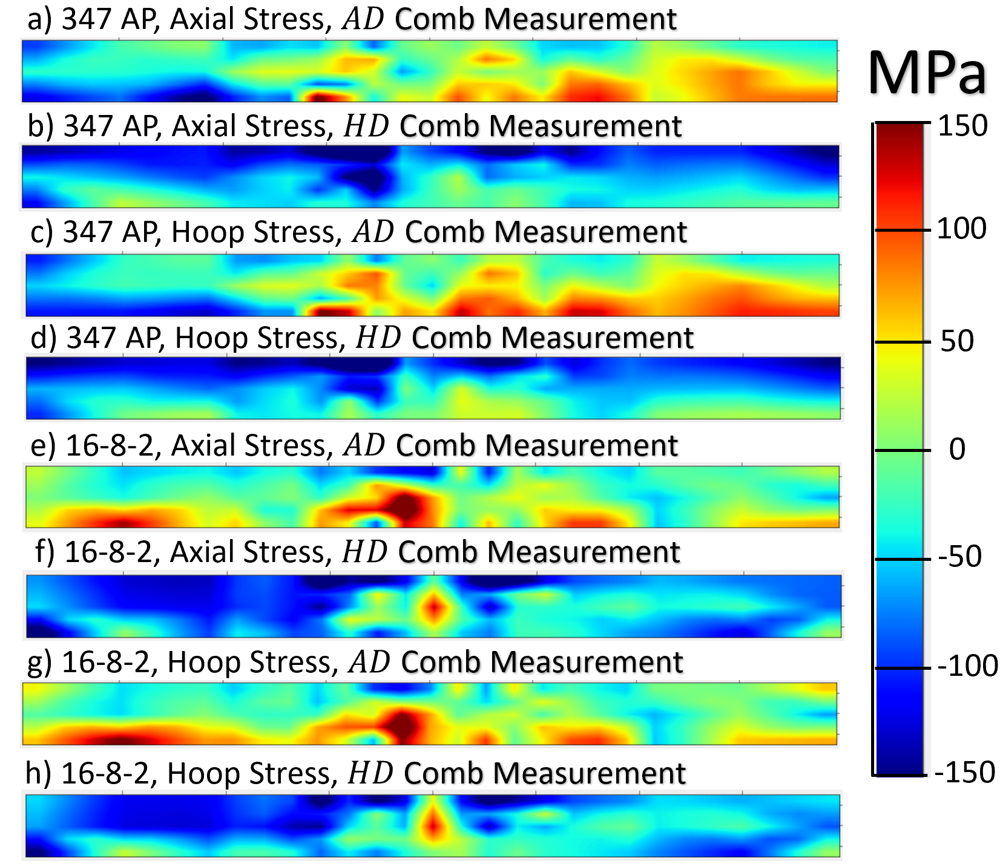 a) 347 AP, Axial Stress, AD Comb Measurement
MPa
b) 347 AP, Axial Stress, HD Comb Measurement
c) 347 AP, Hoop Stress, AD Comb Measurement
d) 347 AP, Hoop Stress, HD Comb Measurement
e) 16-8-2, Axial Stress, AD Comb Measurement
f) 16-8-2, Axial Stress, HD Comb Measurement
g) 16-8-2, Hoop Stress, AD Comb Measurement
h) 16-8-2, Hoop Stress, HD Comb Measurement
150
100
50
0
-50
-100
-150